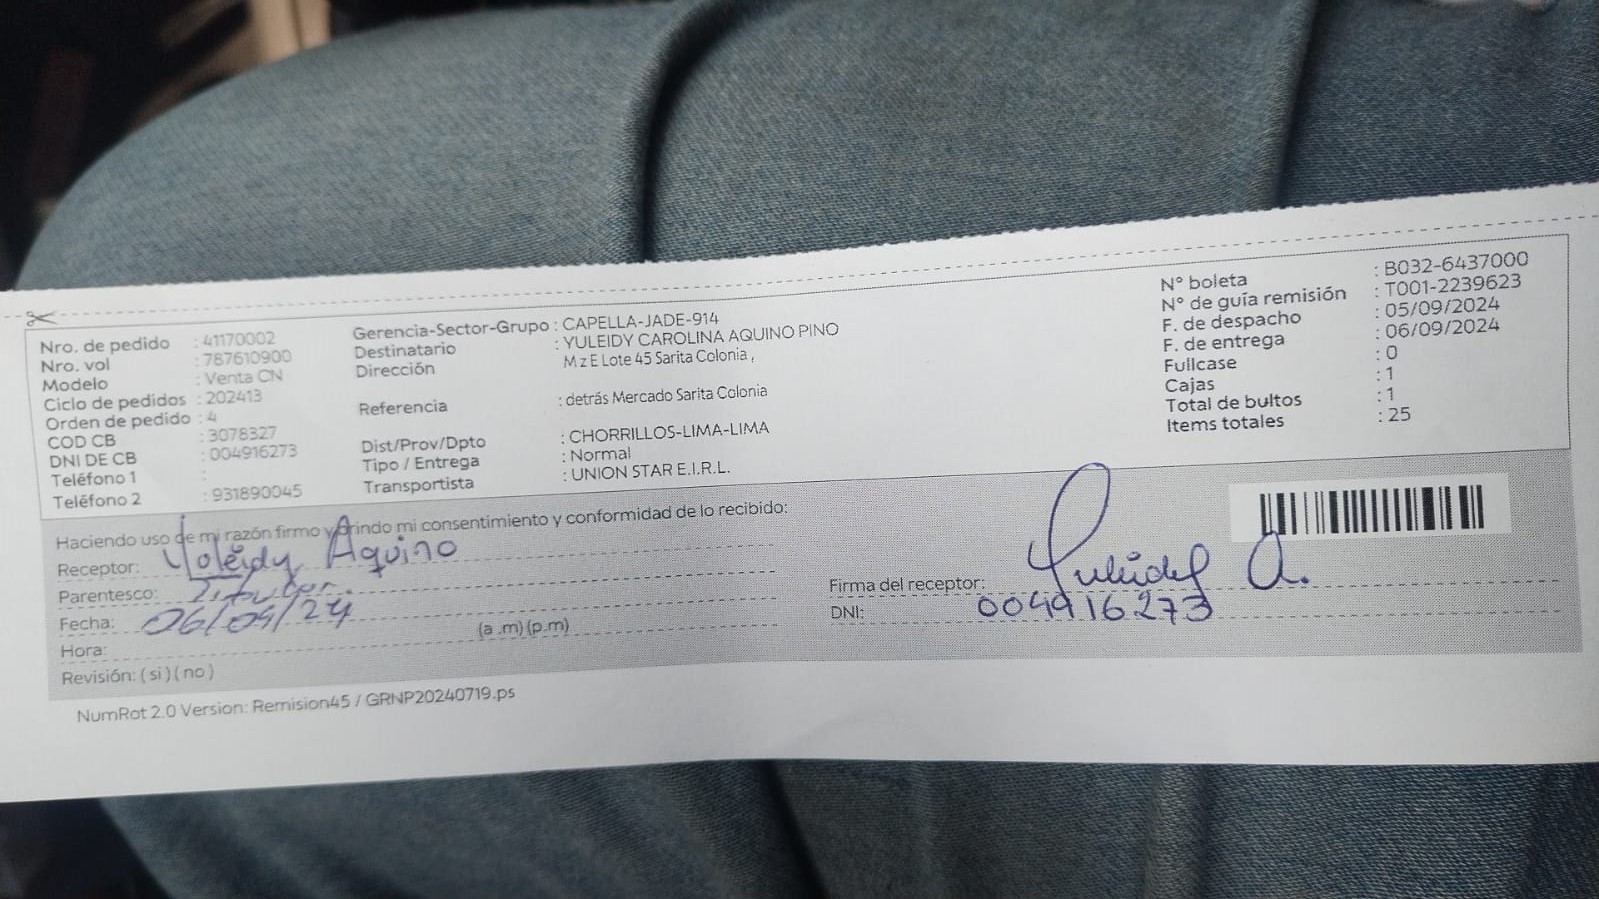 Nro. de pedido : 41170002
Nro. vol : 787610900
Modelo : Venta CN
Ciclo de pedidos : 202413
Orden de pedido : 4
COD CB : 3078327
DNI DE CB : 004916273
Teléfono 1 :
Teléfono 2 : 931890045
Gerencia-Sector-Grupo : CAPELLA-JADE-914
Destinatario : YULEIDY CAROLINA AQUINO PINO
Dirección M z E Lote 45 Sarita Colonia ,
Referencia : detrás Mercado Sarita Colonia
Dist/Prov/Dpto : CHORRILLOS-LIMA-LIMA
Tipo / Entrega : Normal
Transportista : UNION STAR E.I.R.L.
N° boleta : B032-6437000
N° de guía remisión : T001-2239623
F. de despacho : 05/09/2024
F. de entrega : 06/09/2024
Fullcase : 0
Cajas : 1
Total de bultos : 1
Items totales : 25
Haciendo uso de mi razón firmo y brindo mi consentimiento y conformidad de lo recibido:
Receptor: Yoleidy Aquino
Parentesco:
Fecha: 06/09/24
Hora: (a .m) (p.m)
Revisión: ( si ) ( no )
Firma del receptor: Yuleidy A.
DNI: 004916273
NumRot 2.0 Version: Remision45 / GRNP20240719.ps